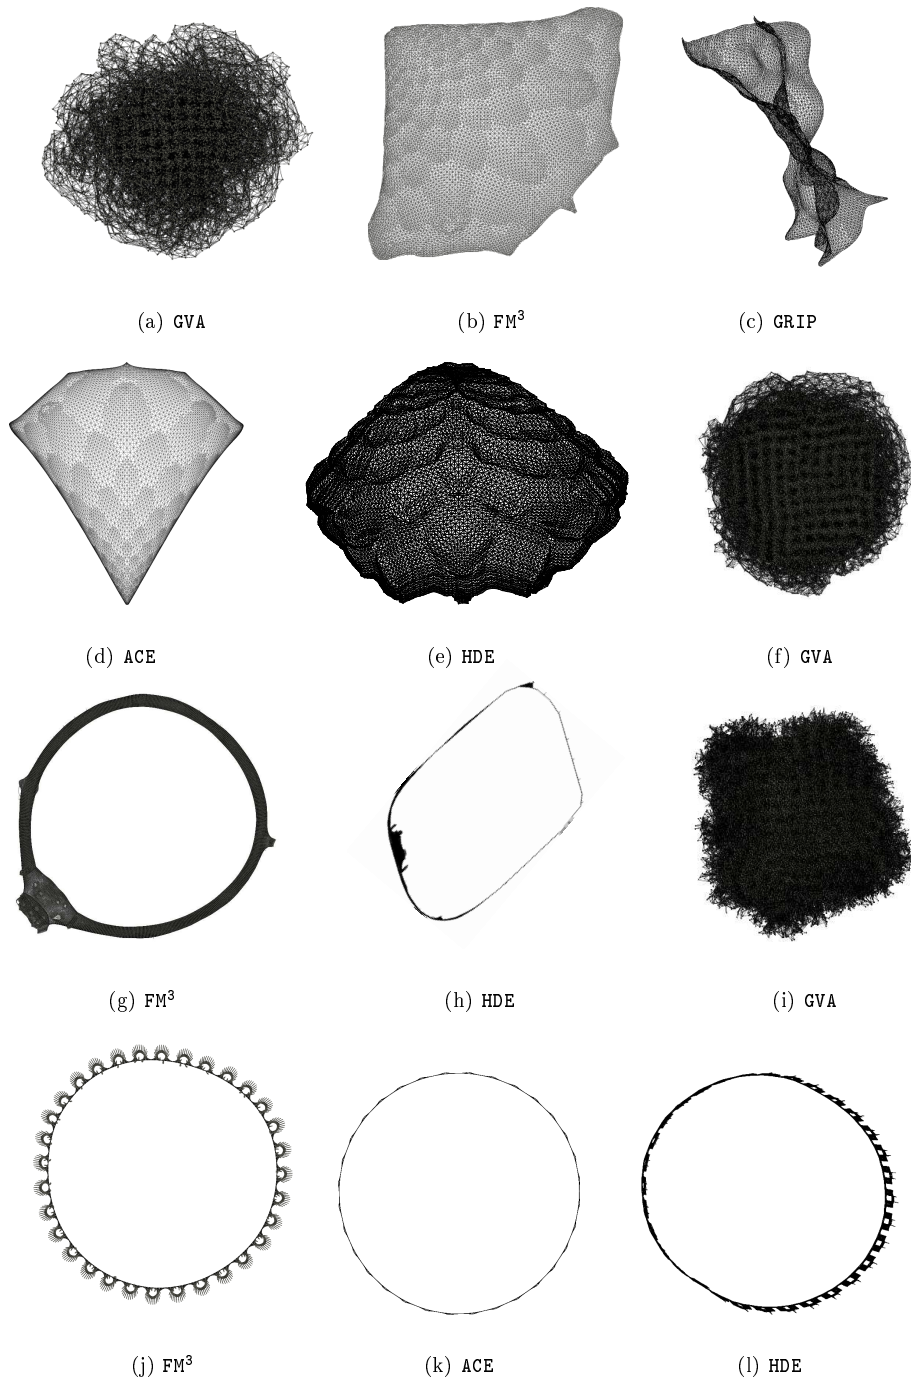 (a) GVA
(b) FM³
(c) GRIP
(d) ACE
(e) HDE
(f) GVA
(g) FM³
(h) HDE
(i) GVA
(j) FM³
(k) ACE
(l) HDE